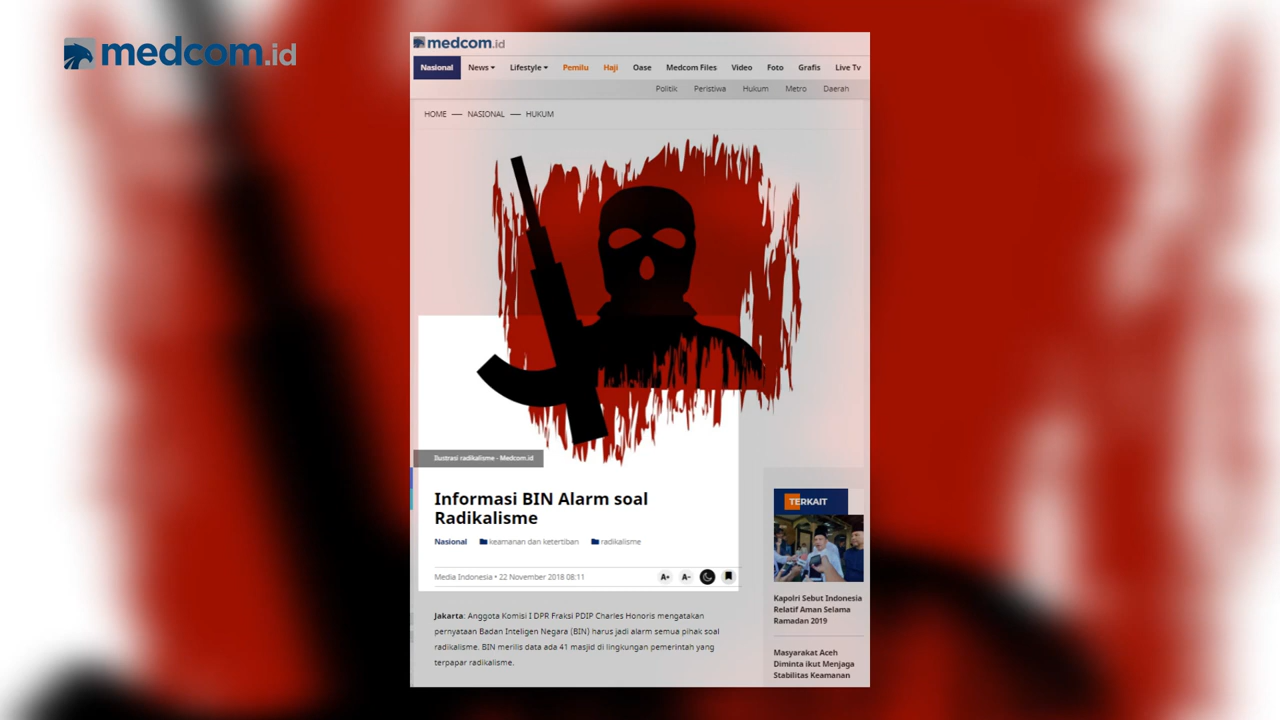 medcom.id
medcom.id
Nasional News Lifestyle Pemilu Haji Oase Medcom Files Video Foto Grafis Live Tv
Politik Peristiwa Hukum Metro Daerah
HOME — NASIONAL — HUKUM
Ilustrasi radikalisme - Medcom.id
Informasi BIN Alarm soal
Radikalisme
Nasional keamanan dan ketertiban radikalisme
Media Indonesia • 22 November 2018 08:11 A+ A-
Jakarta: Anggota Komisi I DPR Fraksi PDIP Charles Honoris mengatakan
pernyataan Badan Inteligen Negara (BIN) harus jadi alarm semua pihak soal
radikalisme. BIN merilis data ada 41 masjid di lingkungan pemerintah yang
terpapar radikalisme.
TERKAIT
Kapolri Sebut Indonesia
Relatif Aman Selama
Ramadan 2019
Masyarakat Aceh
Diminta ikut Menjaga
Stabilitas Keamanan